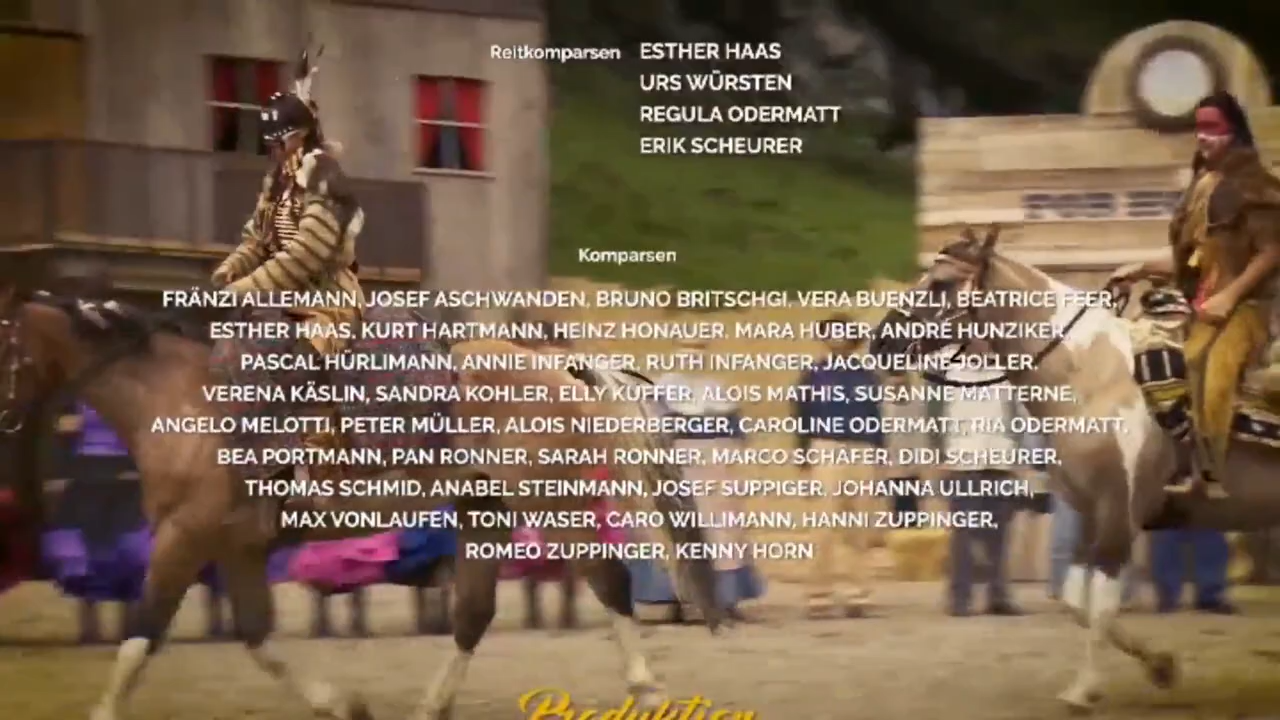 Reitkomparsen ESTHER HAAS
URS WÜRSTEN
REGULA ODERMATT
ERIK SCHEURER
Komparsen
FRÄNZI ALLEMANN, JOSEF ASCHWANDEN, BRUNO BRITSCHGI, VERA BUENZLI, BEATRICE FEER,
ESTHER HAAS, KURT HARTMANN, HEINZ HONAUER, MARA HUBER, ANDRÉ HUNZIKER,
PASCAL HÜRLIMANN, ANNIE INFANGER, RUTH INFANGER, JACQUELINE JOLLER,
VERENA KÄSLIN, SANDRA KOHLER, ELLY KÜFFER, ALOIS MATHIS, SUSANNE MATTERNE,
ANGELO MELOTTI, PETER MÜLLER, ALOIS NIEDERBERGER, CAROLINE ODERMATT, RIA ODERMATT,
BEA PORTMANN, PAN RONNER, SARAH RONNER, MARCO SCHÄFER, DIDI SCHEURER,
THOMAS SCHMID, ANABEL STEINMANN, JOSEF SUPPIGER, JOHANNA ULLRICH,
MAX VONLAUFEN, TONI WASER, CARO WILLIMANN, HANNI ZUPPINGER,
ROMEO ZUPPINGER, KENNY HORN
Produktion